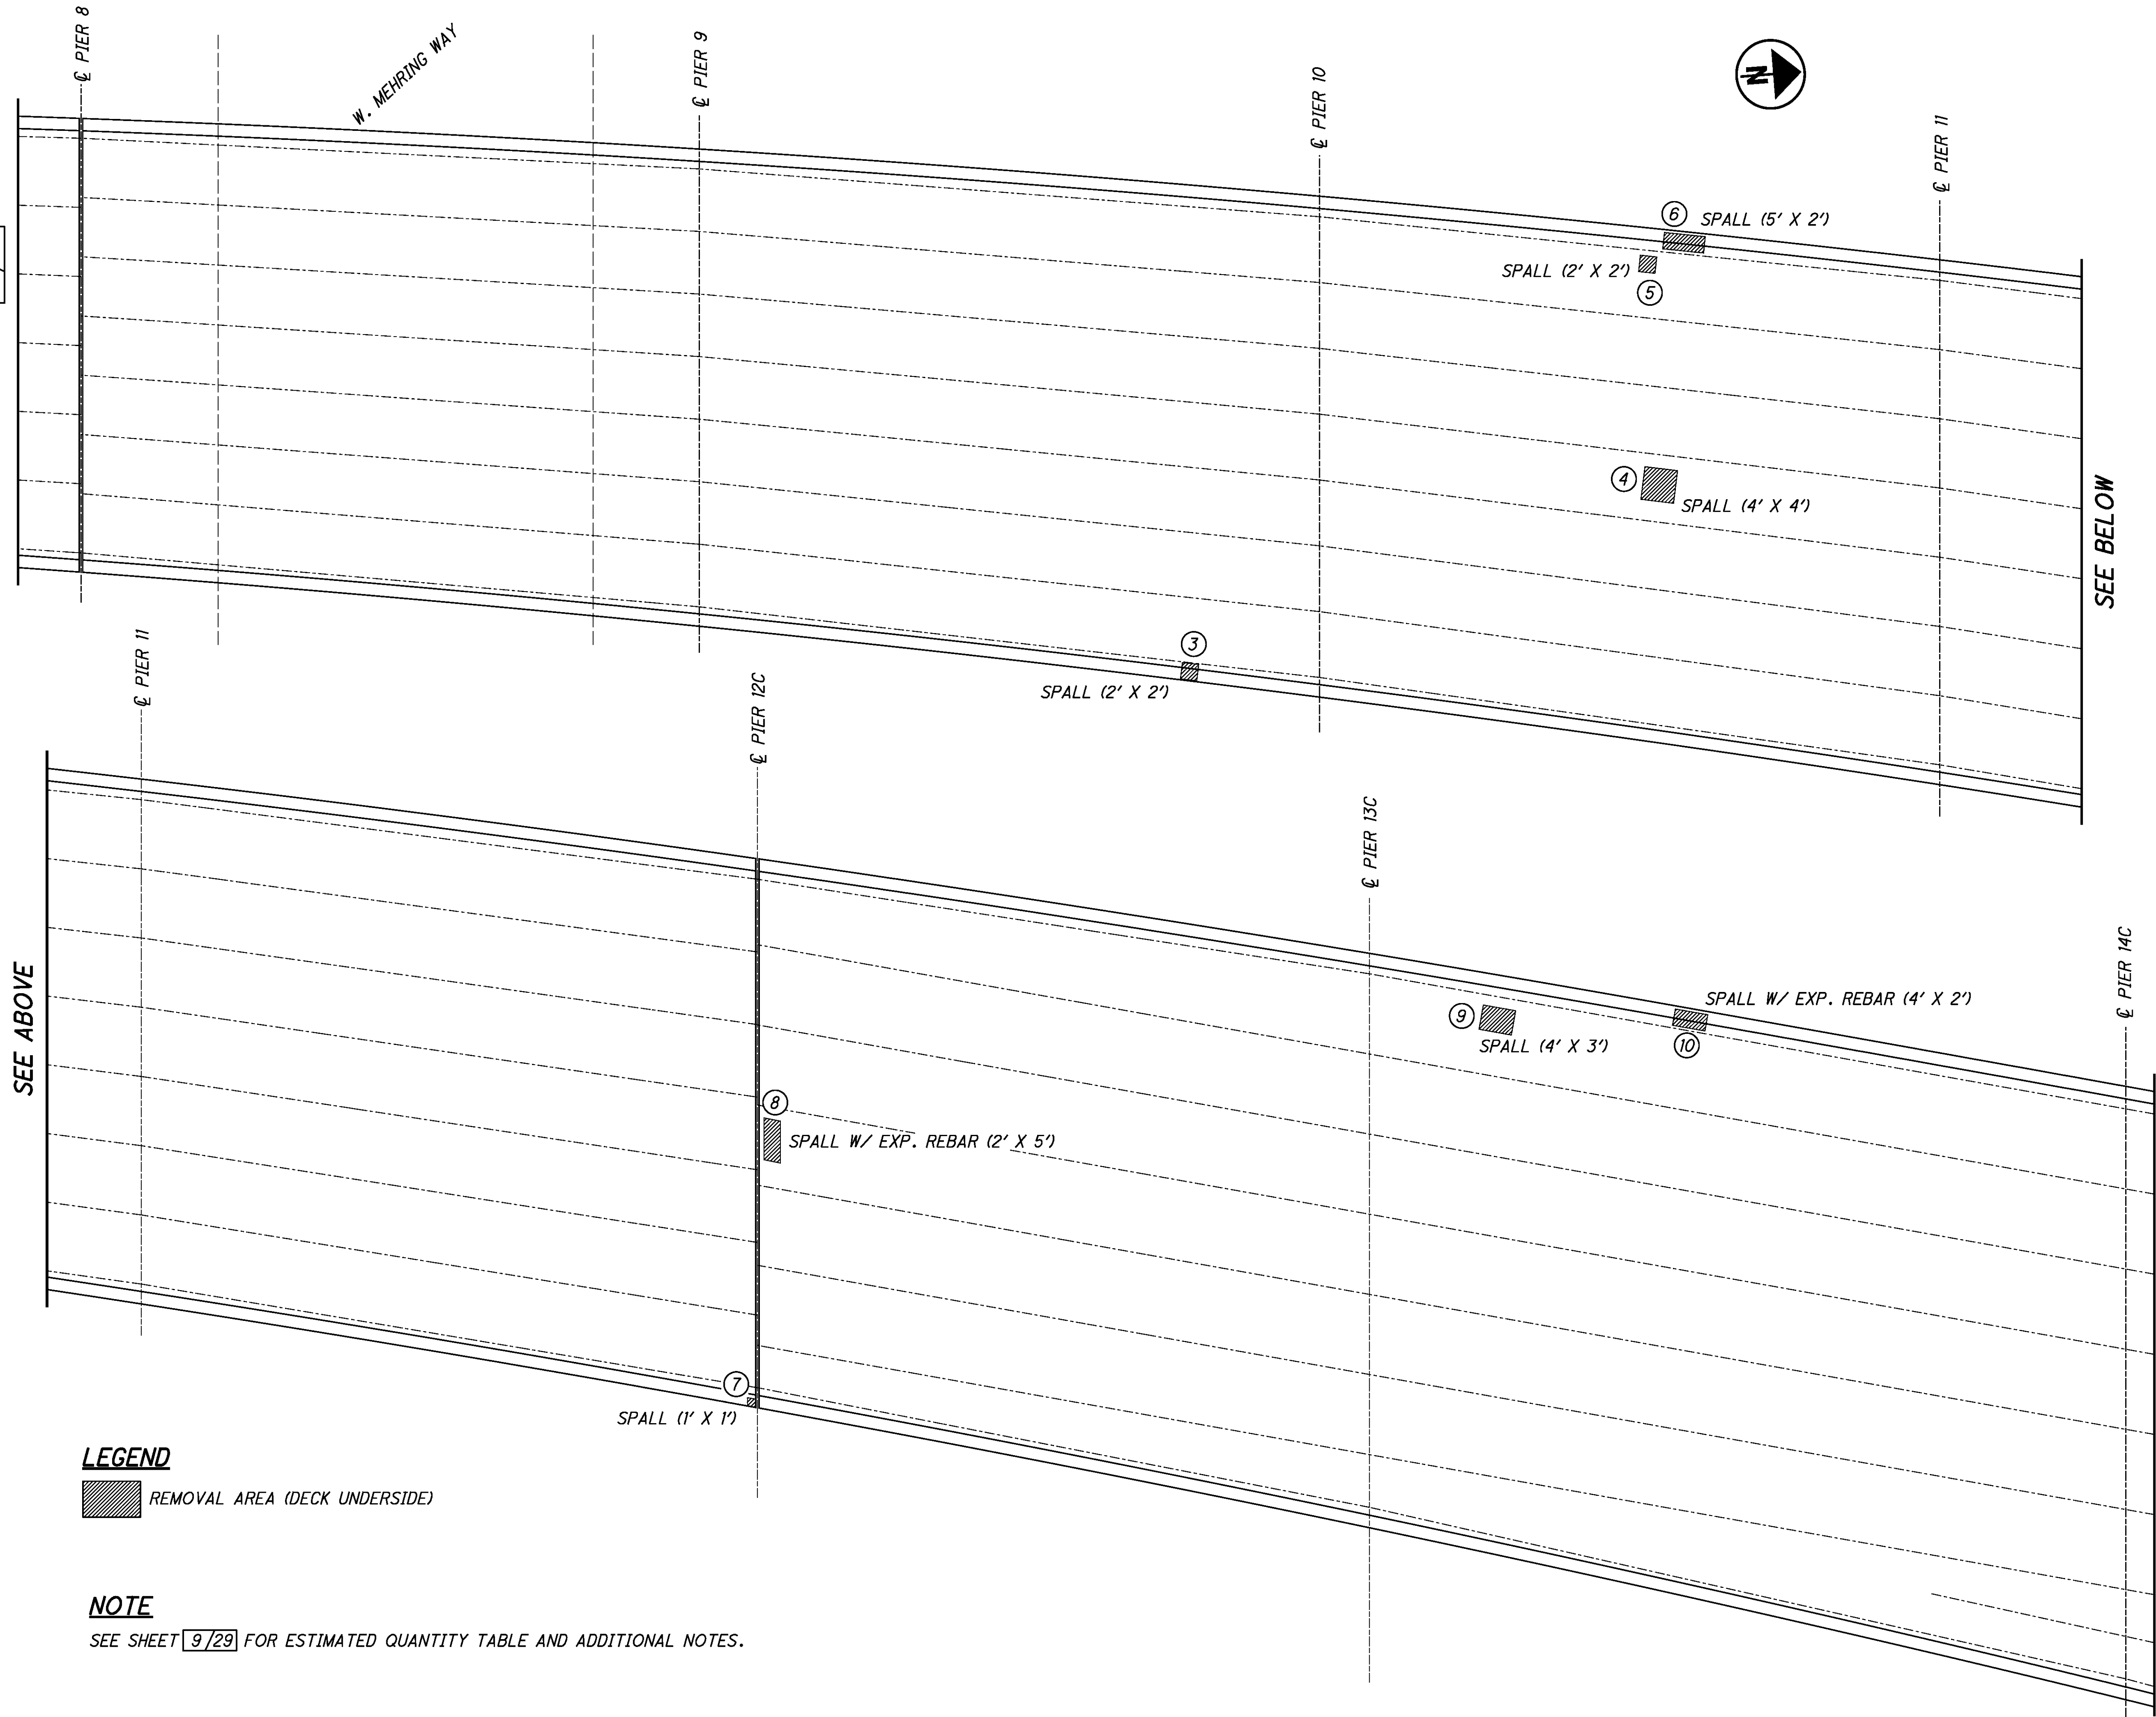 ℄ PIER 8
W. MEHRING WAY
℄ PIER 9
℄ PIER 10
℄ PIER 11
N
6 SPALL (5' X 2')
SPALL (2' X 2')
5
4
SPALL (4' X 4')
SEE BELOW
3
SPALL (2' X 2')
℄ PIER 11
℄ PIER 12C
℄ PIER 13C
℄ PIER 14C
SEE ABOVE
SPALL W/ EXP. REBAR (4' X 2')
9
SPALL (4' X 3')
10
8
SPALL W/ EXP. REBAR (2' X 5')
7
SPALL (1' X 1')
LEGEND
REMOVAL AREA (DECK UNDERSIDE)
NOTE
SEE SHEET 9/29 FOR ESTIMATED QUANTITY TABLE AND ADDITIONAL NOTES.